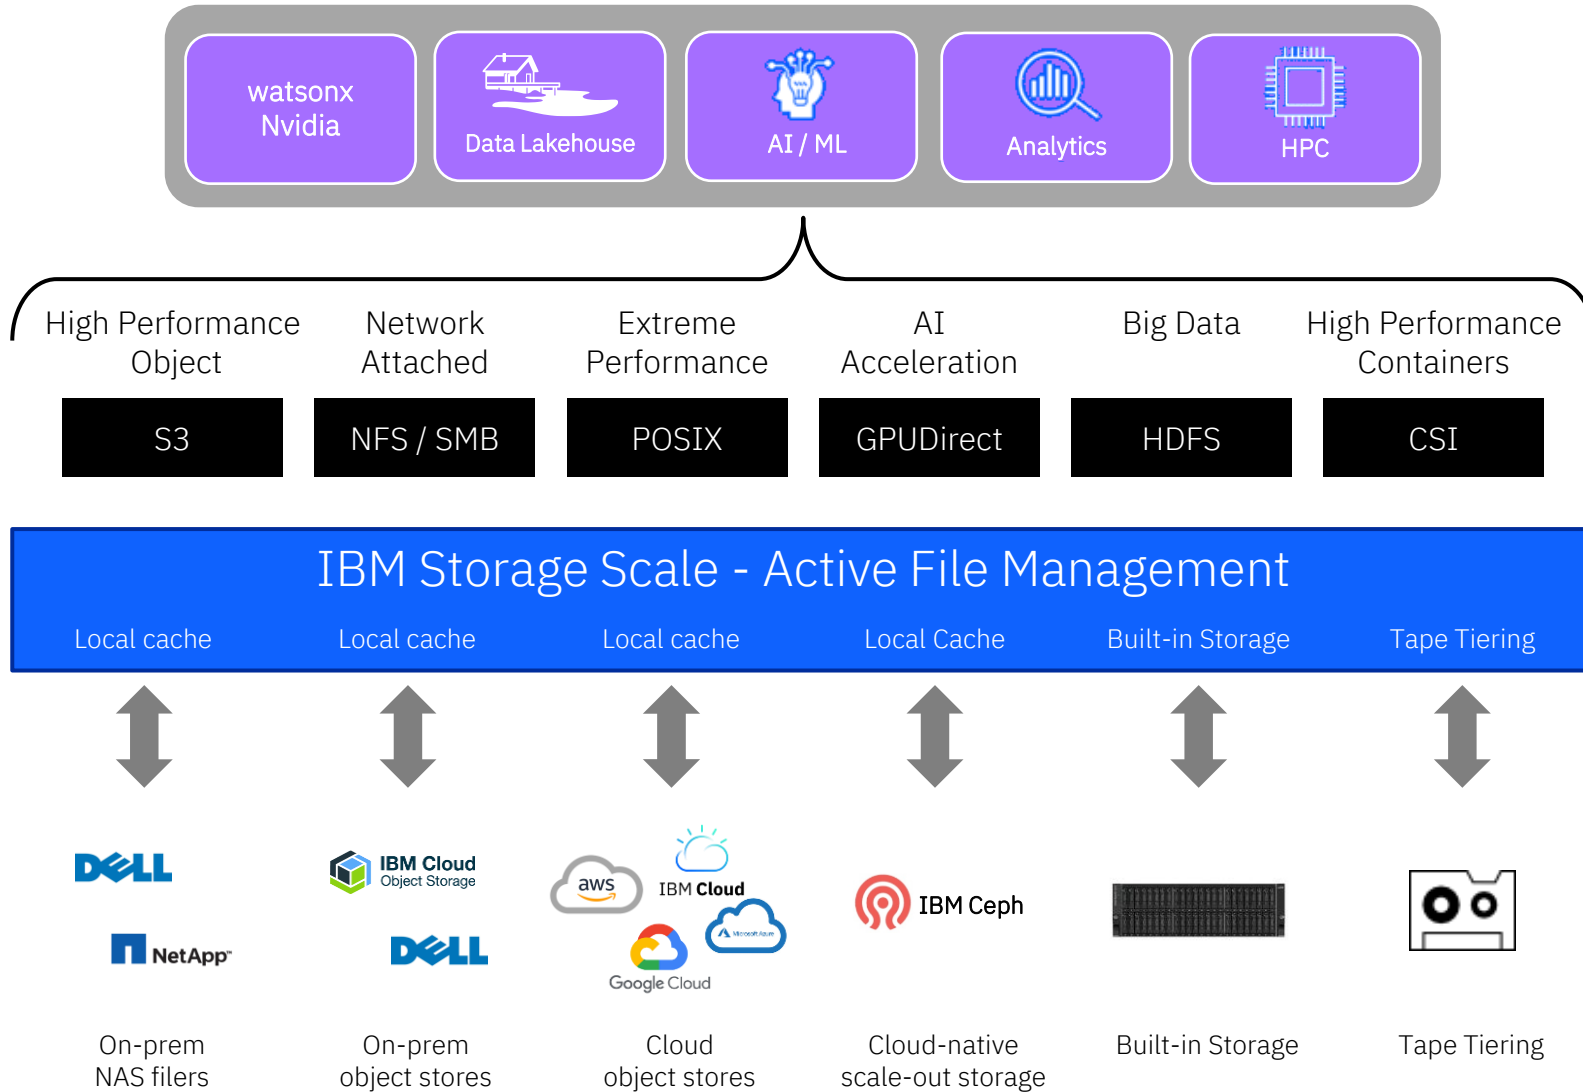 watsonx
Nvidia
Data Lakehouse
AI / ML
Analytics
HPC
High Performance
Object
Network
Attached
Extreme
Performance
AI
Acceleration
Big Data
High Performance
Containers
S3
NFS / SMB
POSIX
GPUDirect
HDFS
CSI
IBM Storage Scale - Active File Management
Local cache
Local cache
Local cache
Local Cache
Built-in Storage
Tape Tiering
DELL
NetApp™
IBM Cloud
Object Storage
DELL
aws
IBM Cloud
Microsoft Azure
Google Cloud
IBM Ceph
On-prem
NAS filers
On-prem
object stores
Cloud
object stores
Cloud-native
scale-out storage
Built-in Storage
Tape Tiering